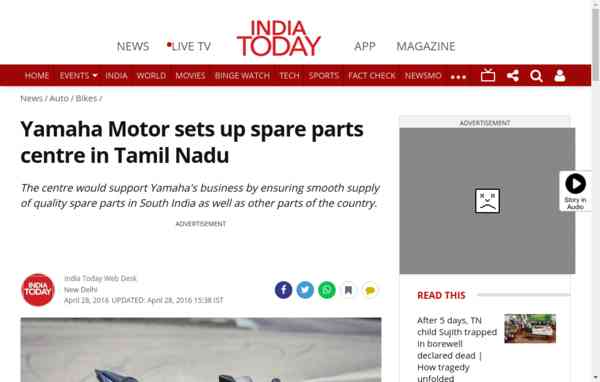 NEWS
LIVE TV
INDIA
TODAY
APP
MAGAZINE
HOME EVENTS INDIA WORLD MOVIES BINGE WATCH TECH SPORTS FACT CHECK NEWSMO
News / Auto / Bikes /
Yamaha Motor sets up spare parts
centre in Tamil Nadu
The centre would support Yamaha's business by ensuring smooth supply
of quality spare parts in South India as well as other parts of the country.
ADVERTISEMENT
INDIA
TODAY
India Today Web Desk
New Delhi
April 28, 2016 UPDATED: April 28, 2016 15:38 IST
ADVERTISEMENT
Story in
Audio
READ THIS
After 5 days, TN
child Sujith trapped
in borewell
declared dead |
How tragedy
unfolded